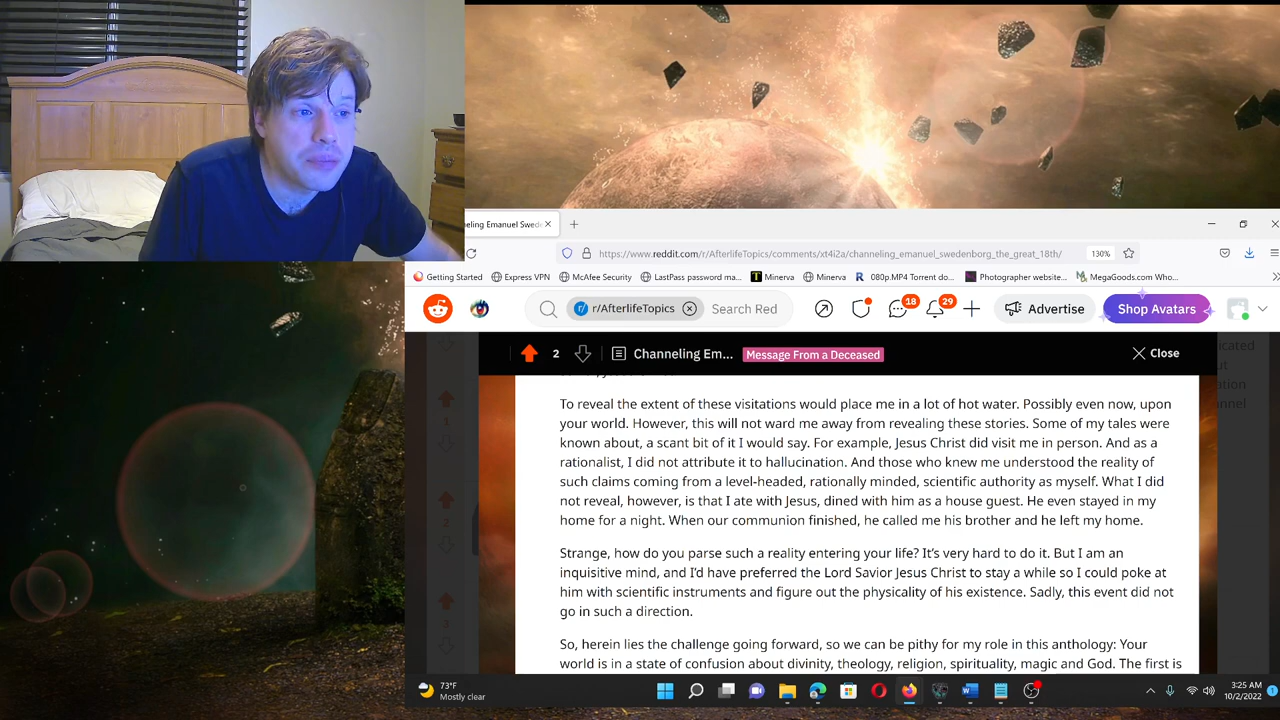 neling Emanuel Swed
https://www.reddit.com/r/AfterlifeTopics/comments/xt4i2a/channeling_emanuel_swedenborg_the_great_18th/
130%
Getting Started
Express VPN
McAfee Security
LastPass password ma...
Minerva
Minerva
080p.MP4 Torrent do...
Photographer website...
MegaGoods.com Who...
r/AfterlifeTopics
Search Red
18
29
Advertise
Shop Avatars
2
Channeling Em...
Message From a Deceased
Close
To reveal the extent of these visitations would place me in a lot of hot water. Possibly even now, upon
your world. However, this will not ward me away from revealing these stories. Some of my tales were
known about, a scant bit of it I would say. For example, Jesus Christ did visit me in person. And as a
rationalist, I did not attribute it to hallucination. And those who knew me understood the reality of
such claims coming from a level-headed, rationally minded, scientific authority as myself. What I did
not reveal, however, is that I ate with Jesus, dined with him as a house guest. He even stayed in my
home for a night. When our communion finished, he called me his brother and he left my home.
Strange, how do you parse such a reality entering your life? It's very hard to do it. But I am an
inquisitive mind, and I'd have preferred the Lord Savior Jesus Christ to stay a while so I could poke at
him with scientific instruments and figure out the physicality of his existence. Sadly, this event did not
go in such a direction.
So, herein lies the challenge going forward, so we can be pithy for my role in this anthology: Your
world is in a state of confusion about divinity, theology, religion, spirituality, magic and God. The first is
73°F
Mostly clear
3:25 AM
10/2/2022